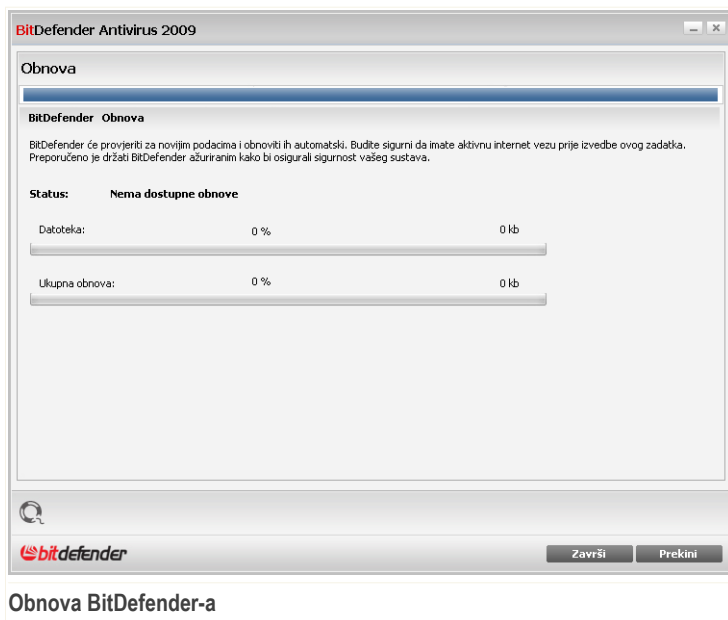 BitDefender Antivirus 2009
Obnova
BitDefender Obnova
BitDefender će provjeriti za novijim podacima i obnoviti ih automatski. Budite sigurni da imate aktivnu internet vezu prije izvedbe ovog zadatka.
Preporučeno je držati BitDefender ažuriranim kako bi osigurali sigurnost vašeg sustava.
Status: Nema dostupne obnove
Datoteka: 0 % 0 kb
Ukupna obnova: 0 % 0 kb
bitdefender Završi Prekini
Obnova BitDefender-a